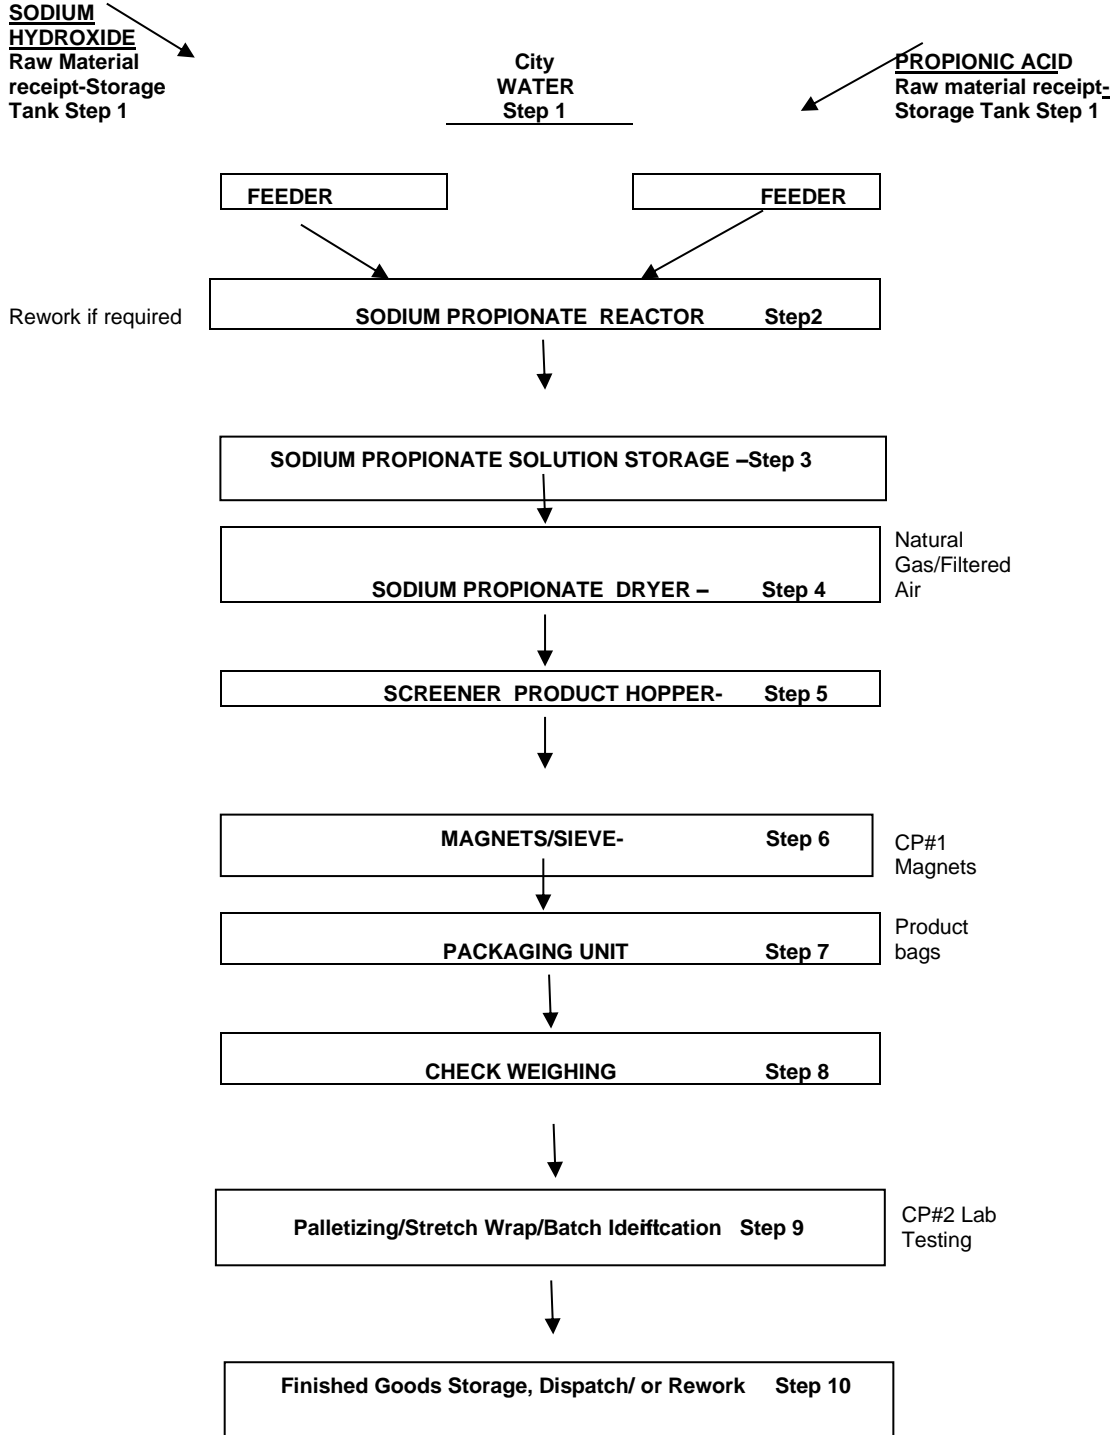 SODIUM
HYDROXIDE
Raw Material
receipt-Storage
Tank Step 1
City
WATER
Step 1
PROPIONIC ACID
Raw material receipt-
Storage Tank Step 1
FEEDER
FEEDER
Rework if required
SODIUM PROPIONATE REACTOR Step2
SODIUM PROPIONATE SOLUTION STORAGE –Step 3
SODIUM PROPIONATE DRYER – Step 4
Natural
Gas/Filtered
Air
SCREENER PRODUCT HOPPER- Step 5
MAGNETS/SIEVE- Step 6
CP#1
Magnets
PACKAGING UNIT Step 7
Product
bags
CHECK WEIGHING Step 8
Palletizing/Stretch Wrap/Batch Ideiftcation Step 9
CP#2 Lab
Testing
Finished Goods Storage, Dispatch/ or Rework Step 10